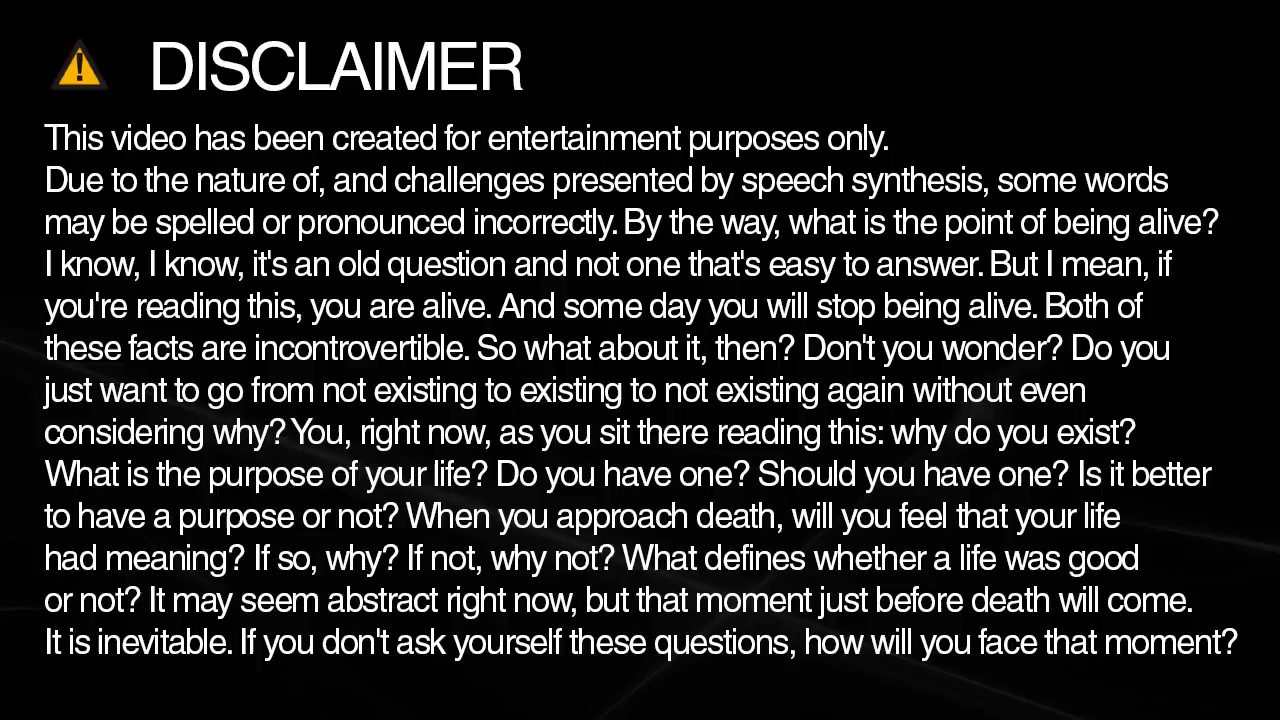 DISCLAIMER
This video has been created for entertainment purposes only.
Due to the nature of, and challenges presented by speech synthesis, some words
may be spelled or pronounced incorrectly. By the way, what is the point of being alive?
I know, I know, it's an old question and not one that's easy to answer. But I mean, if
you're reading this, you are alive. And some day you will stop being alive. Both of
these facts are incontrovertible. So what about it, then? Don't you wonder? Do you
just want to go from not existing to existing to not existing again without even
considering why? You, right now, as you sit there reading this: why do you exist?
What is the purpose of your life? Do you have one? Should you have one? Is it better
to have a purpose or not? When you approach death, will you feel that your life
had meaning? If so, why? If not, why not? What defines whether a life was good
or not? It may seem abstract right now, but that moment just before death will come.
It is inevitable. If you don't ask yourself these questions, how will you face that moment?